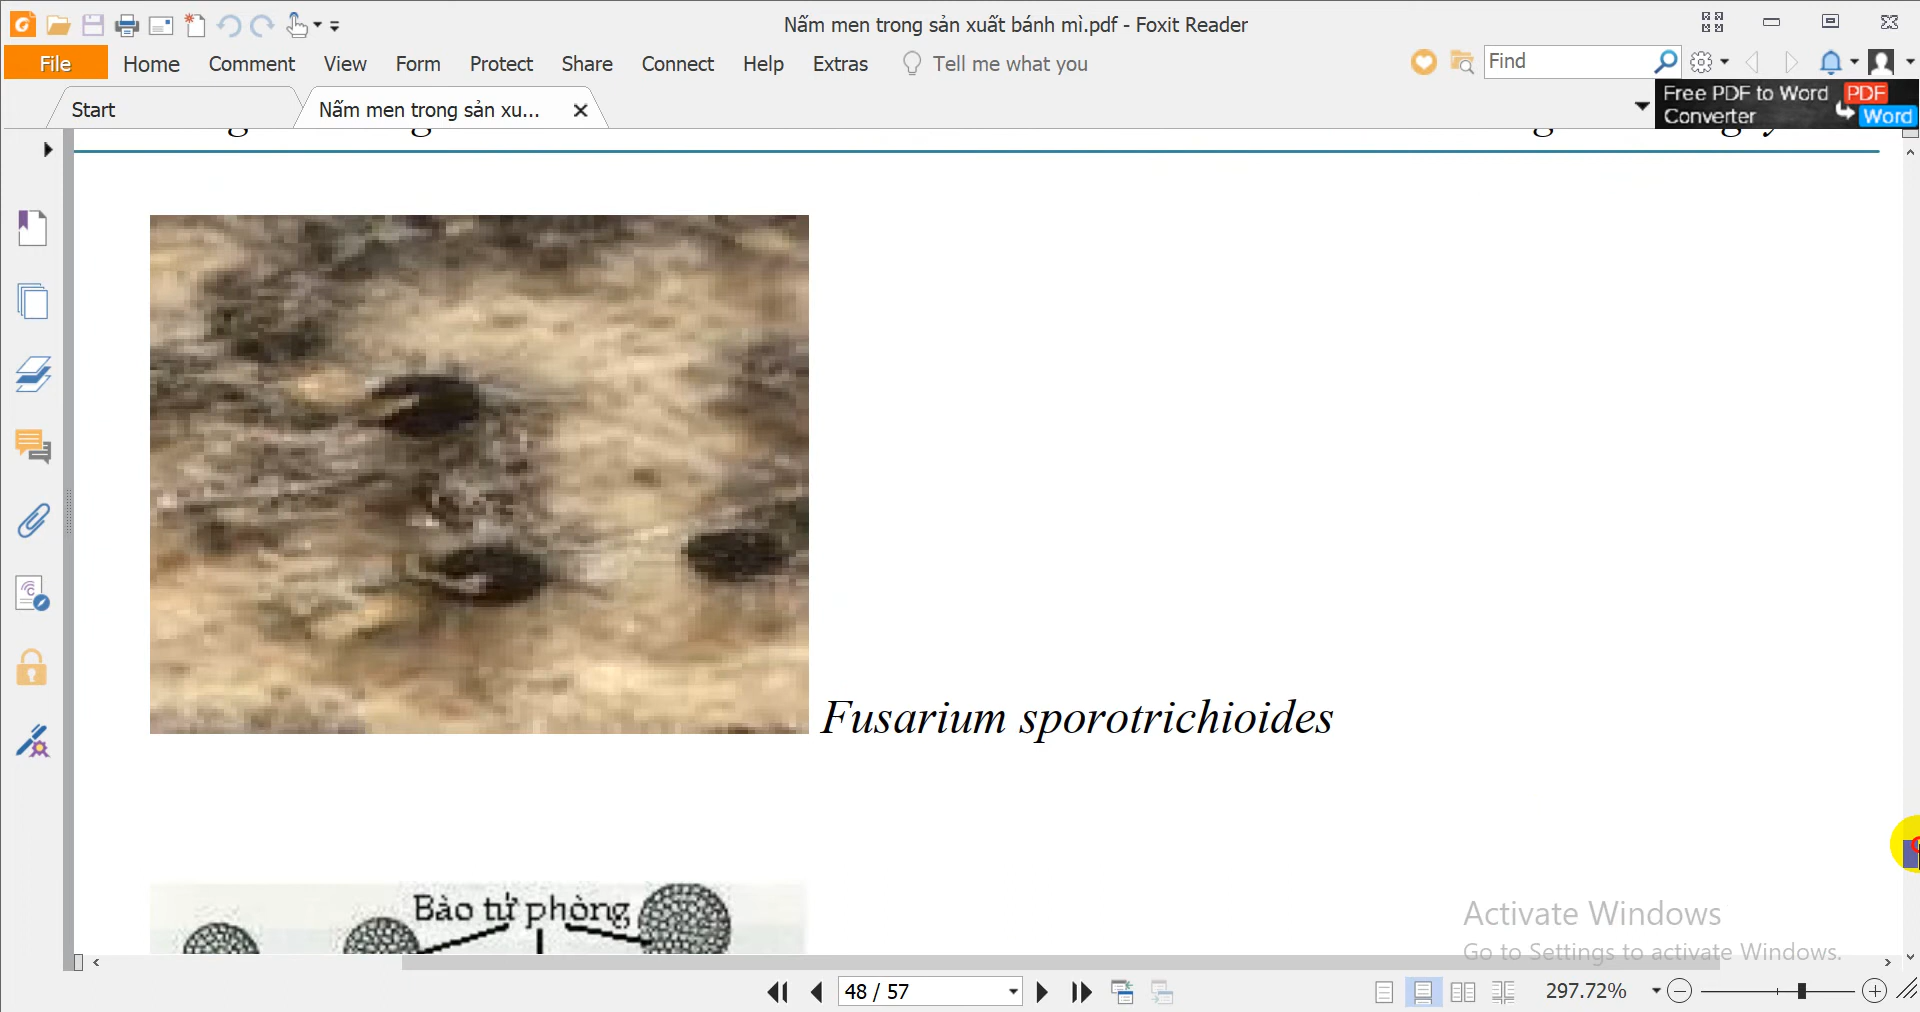 Nấm men trong sản xuất bánh mì.pdf - Foxit Reader
File Home Comment View Form Protect Share Connect Help Extras Tell me what you Find
Start Nấm men trong sản xu... Free PDF to Word PDF
Converter Word
Fusarium sporotrichioides
Bào tử phòng
Activate Windows
Go to Settings to activate Windows.
48 / 57 297.72%